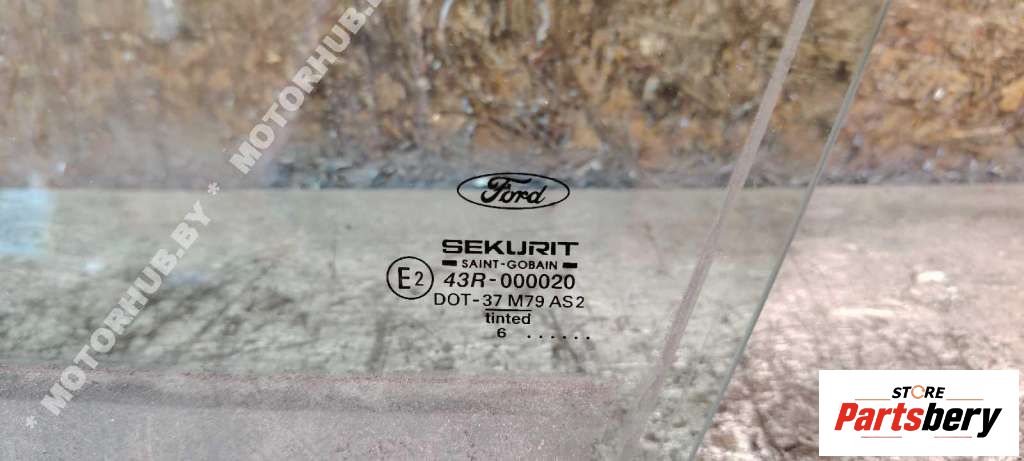 * MOTORHUB.BY * MOTORHUB.BY
Ford
SEKURIT
SAINT-GOBAIN
E2 43R-000020
DOT-37 M79 AS2
tinted
6 ......
STORE
Partsbery